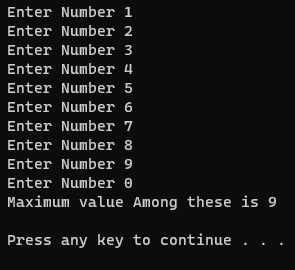 Enter Number 1
Enter Number 2
Enter Number 3
Enter Number 4
Enter Number 5
Enter Number 6
Enter Number 7
Enter Number 8
Enter Number 9
Enter Number 0
Maximum value Among these is 9
Press any key to continue . . .